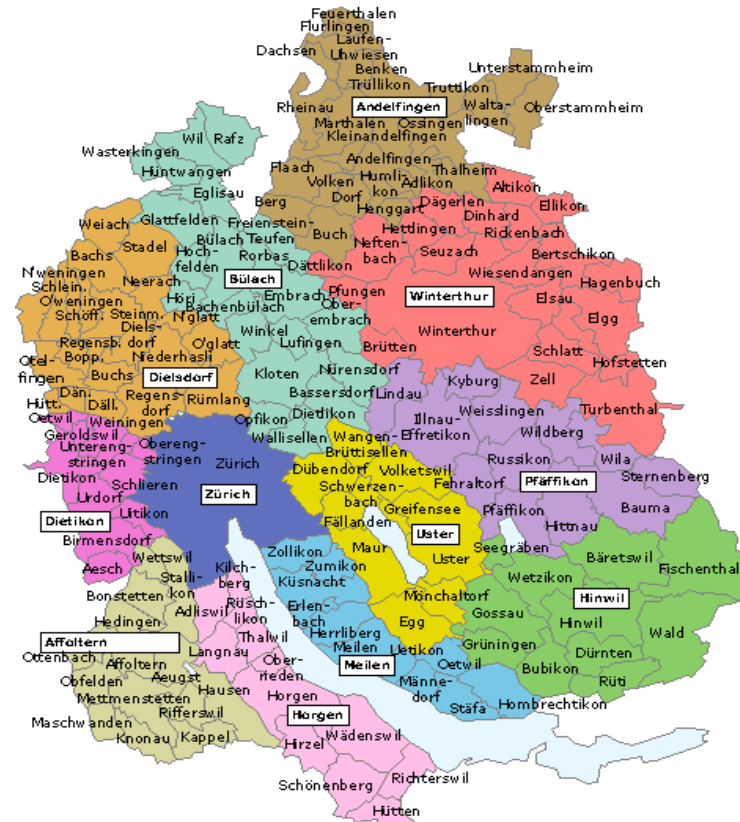 Feuerthalen
Flurlingen
Laufen-
Uhwiesen
Dachsen
Benken
Unterstammheim
Trüllikon
Truttikon
Rheinau
Andelfingen
Walta-
lingen
Oberstammheim
Marthalen
Ossingen
Kleinandelfingen
Wil
Rafz
Wasterkingen
Hüntwangen
Flaach
Andelfingen
Humli-
kon
Thalheim
Volken
Adlikon
Altikon
Eglisau
Berg
Dorf
Henggart
Dägerlen
Ellikon
Weiach
Glattfelden
Freienstein-
Teufen
Buch
Hettlingen
Dinhard
Rickenbach
Stadel
Bülach
Neften-
bach
Seuzach
Bertschikon
Bachs
Hoch-
felden
Rorbas
Dättlikon
Wiesendangen
N'weningen
Neerach
Bülach
Hagenbuch
Schlein.
Höri
Embrach
Pfungen
Winterthur
Elsau
O'weningen
Bachenbülach
Ober-
embrach
Elgg
Schöff.
Steinm.
N'glatt
Winkel
Winterthur
Diels-
dorf
Regensb.
O'glatt
Lufingen
Brütten
Schlatt
Hofstetten
Otel-
fingen
Bopp.
Niederhasli
Nürensdorf
Kyburg
Zell
Buchs
Dielsdorf
Kloten
Lindau
Dän.
Regens-
dorf
Rümlang
Bassersdorf
Weisslingen
Turbenthal
Hütt.
Däll.
Dietlikon
Illnau-
Effretikon
Wildberg
Oetwil
Weiningen
Opfikon
Wallisellen
Wangen-
Brüttisellen
Geroldswil
Obereng-
stringen
Untereng-
stringen
Zürich
Dübendorf
Volketswil
Russikon
Wila
Dietikon
Schlieren
Schwerzen-
bach
Fehraltorf
Pfäffikon
Sternenberg
Urdorf
Zürich
Greifensee
Pfäffikon
Bauma
Dietikon
Uitikon
Fällanden
Uster
Hittnau
Birmensdorf
Maur
Seegräben
Wettswil
Zollikon
Uster
Bäretswil
Aesch
Stalli-
kon
Kilch-
berg
Zumikon
Fischenthal
Bonstetten
Küsnacht
Wetzikon
Adliswil
Rüsch-
likon
Erlen-
bach
Mönchaltorf
Hinwil
Hedingen
Gossau
Thalwil
Herrliberg
Egg
Hinwil
Wald
Affoltern
Langnau
Meilen
Uetikon
Grüningen
Ottenbach
Affoltern
Ober-
rieden
Meilen
Oetwil
Dürnten
Obfelden
Aeugst
Bubikon
Mettmenstetten
Hausen
Horgen
Männe-
dorf
Rüti
Maschwanden
Rifferswil
Horgen
Stäfa
Hombrechtikon
Knonau
Kappel
Hirzel
Wädenswil
Schönenberg
Richterswil
Hütten